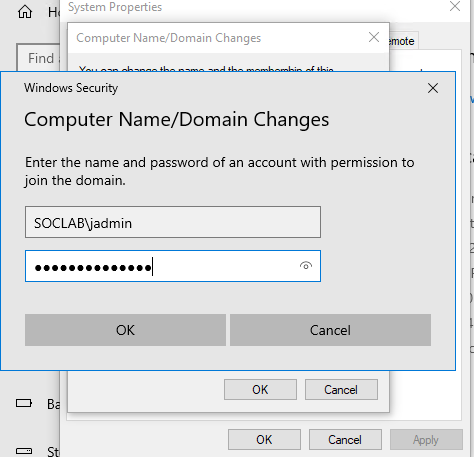 Ho
System Properties
Computer Name/Domain Changes
emote
Find a
You can change the name and the membership of this
Windows Security
Computer Name/Domain Changes
Enter the name and password of an account with permission to
join the domain.
SOCLAB\jadmin
●●●●●●●●●●●●●●
OK
Cancel
OK
Cancel
Ba
OK
Cancel
Apply
St